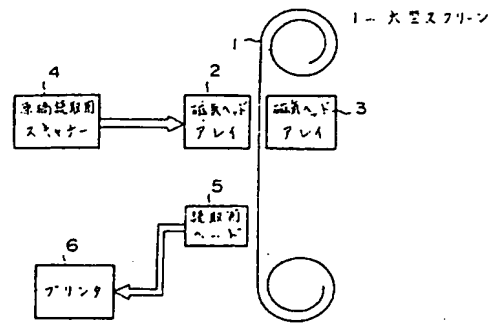 1 … 大型スクリーン
1
4
原稿読取用
スキャナー
2
磁気ヘッド
アレイ
磁気ヘッド
アレイ
3
5
読取用
ヘッド
6
プリンタ